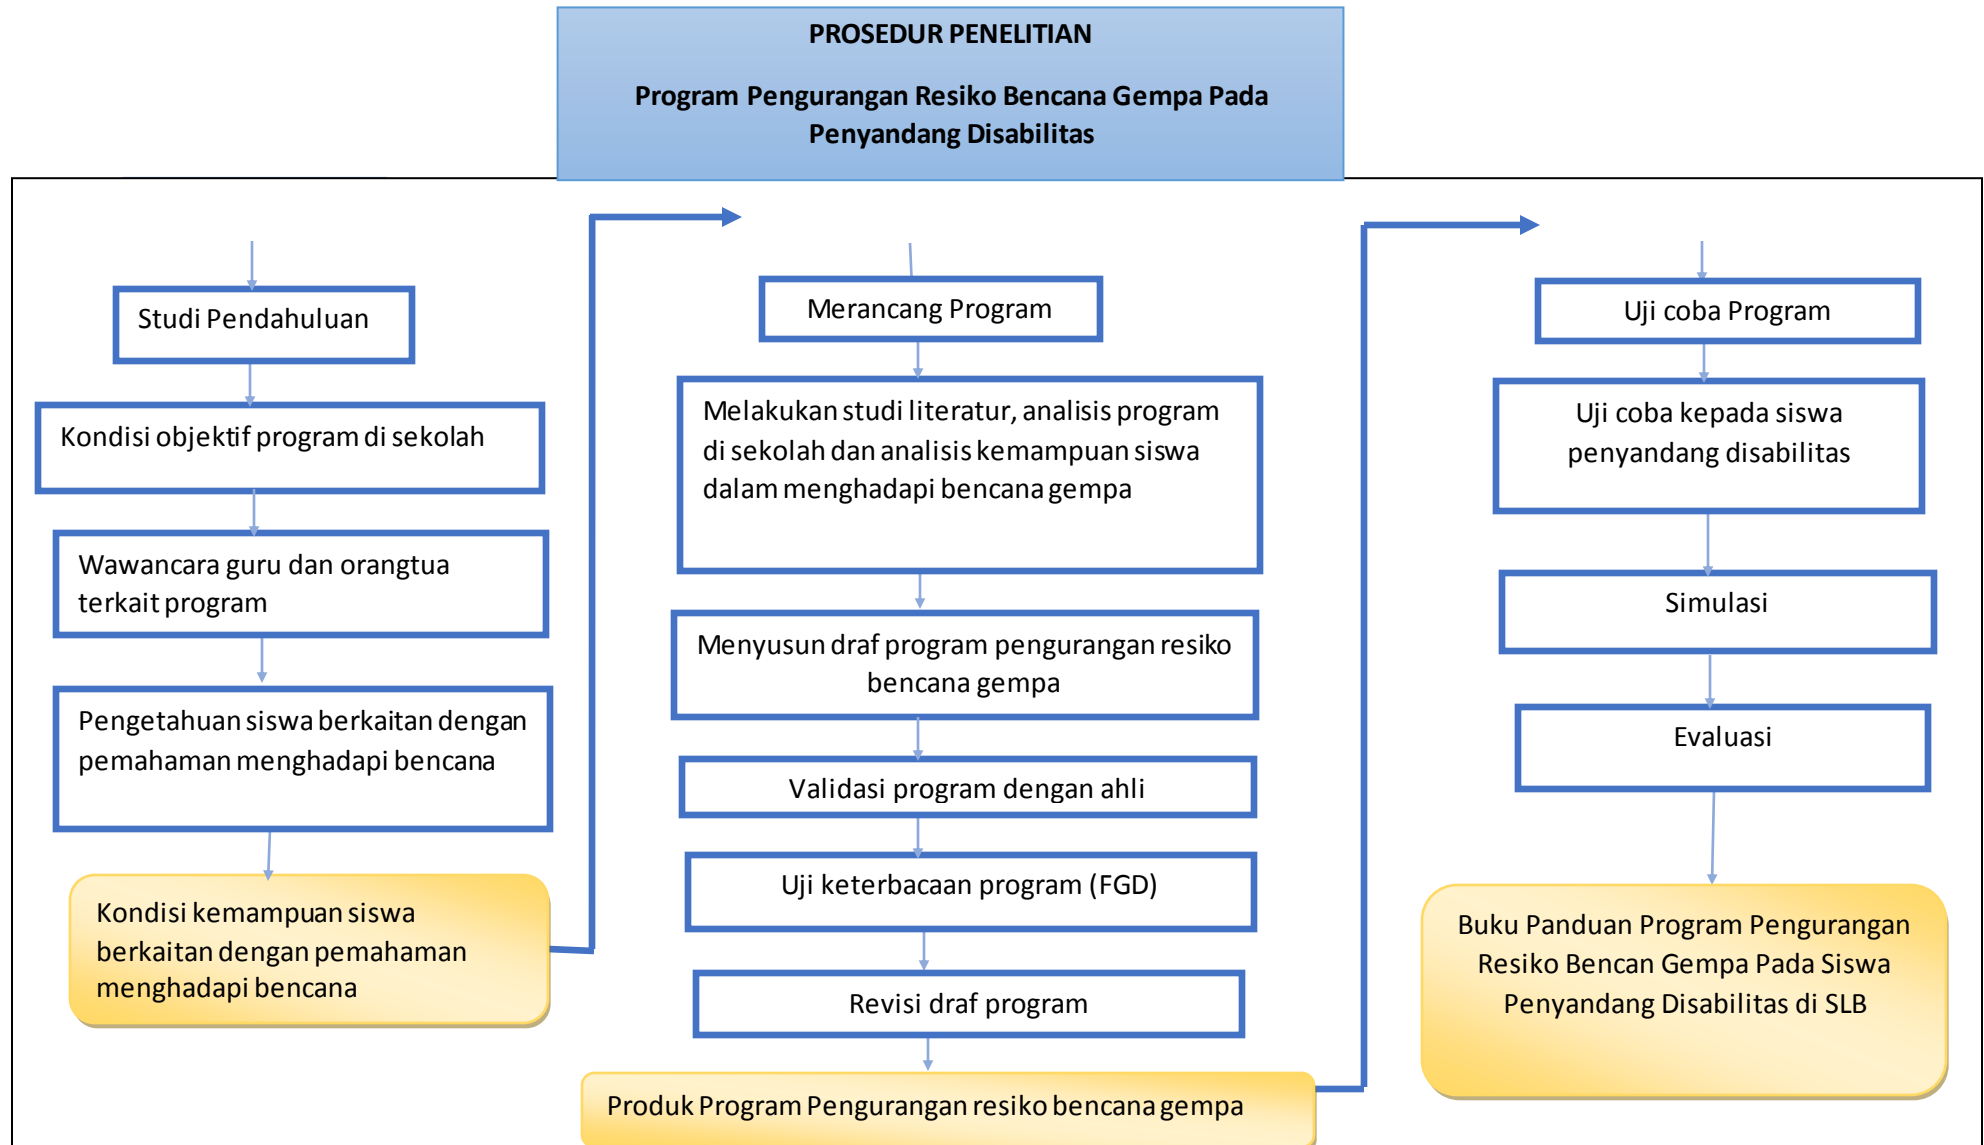 PROSEDUR PENELITIAN
Program Pengurangan Resiko Bencana Gempa Pada
Penyandang Disabilitas
Studi Pendahuluan
Kondisi objektif program di sekolah
Wawancara guru dan orangtua
terkait program
Pengetahuan siswa berkaitan dengan
pemahaman menghadapi bencana
Kondisi kemampuan siswa
berkaitan dengan pemahaman
menghadapi bencana
Merancang Program
Melakukan studi literatur, analisis program
di sekolah dan analisis kemampuan siswa
dalam menghadapi bencana gempa
Menyusun draf program pengurangan resiko
bencana gempa
Validasi program dengan ahli
Uji keterbacaan program (FGD)
Revisi draf program
Produk Program Pengurangan resiko bencana gempa
Uji coba Program
Uji coba kepada siswa
penyandang disabilitas
Simulasi
Evaluasi
Buku Panduan Program Pengurangan
Resiko Bencan Gempa Pada Siswa
Penyandang Disabilitas di SLB